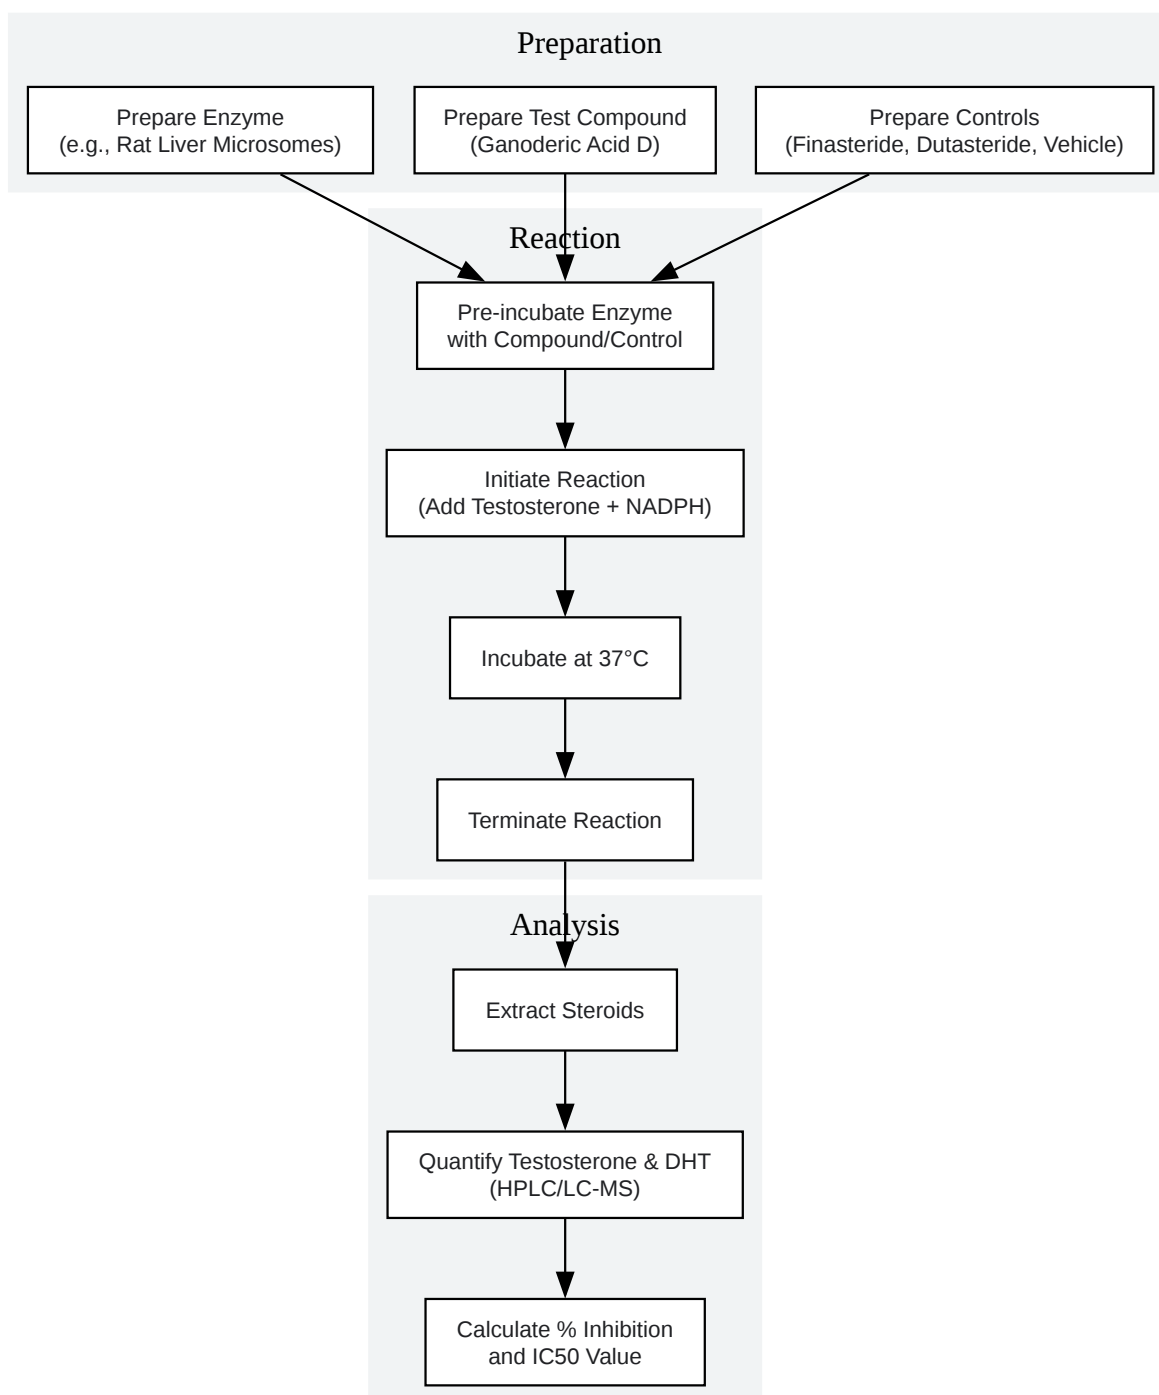 Preparation
Prepare Enzyme
(e.g., Rat Liver Microsomes)
Prepare Test Compound
(Ganoderic Acid D)
Prepare Controls
(Finasteride, Dutasteride, Vehicle)
Reaction
Pre-incubate Enzyme
with Compound/Control
Initiate Reaction
(Add Testosterone + NADPH)
Incubate at 37°C
Terminate Reaction
Analysis
Extract Steroids
Quantify Testosterone & DHT
(HPLC/LC-MS)
Calculate % Inhibition
and IC50 Value